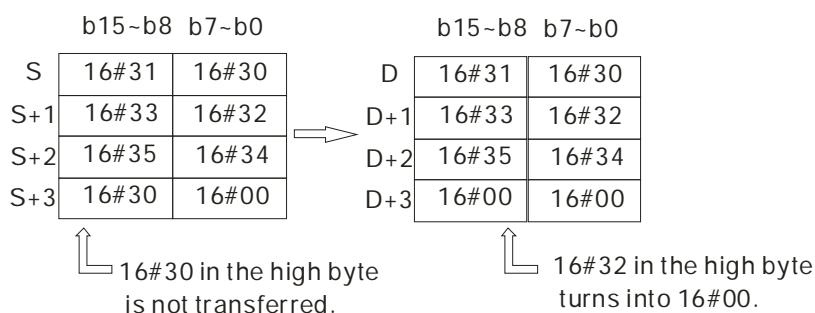 b15~b8 b7~b0 b15~b8 b7~b0
S 16#31 16#30 D 16#31 16#30
S+1 16#33 16#32 D+1 16#33 16#32
S+2 16#35 16#34 D+2 16#35 16#34
S+3 16#30 16#00 D+3 16#00 16#00
16#30 in the high byte 16#32 in the high byte
is not transferred. turns into 16#00.